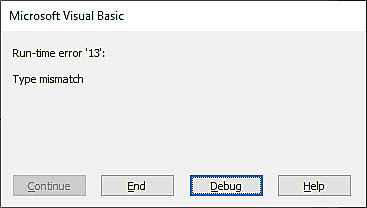 Microsoft Visual Basic
Run-time error '13':
Type mismatch
Continue
End
Debug
Help